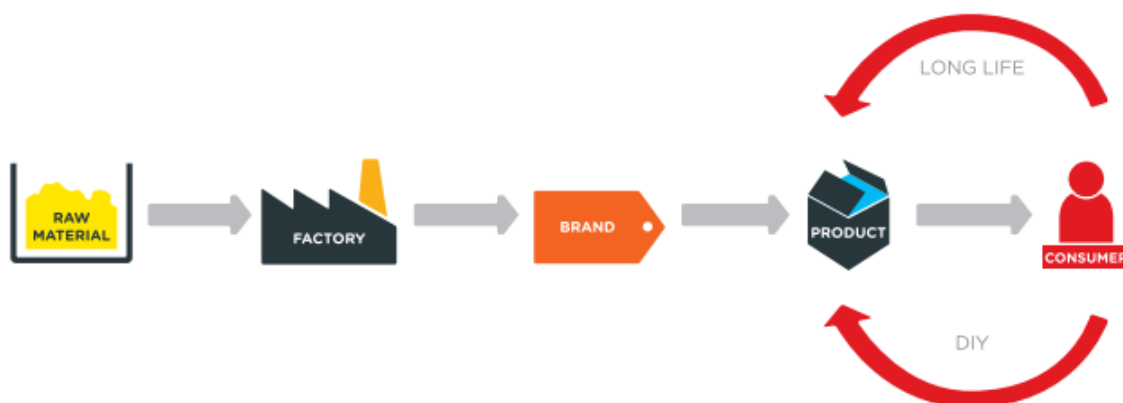 LONG LIFE
RAW
MATERIAL
FACTORY
BRAND
PRODUCT
CONSUMER
DIY